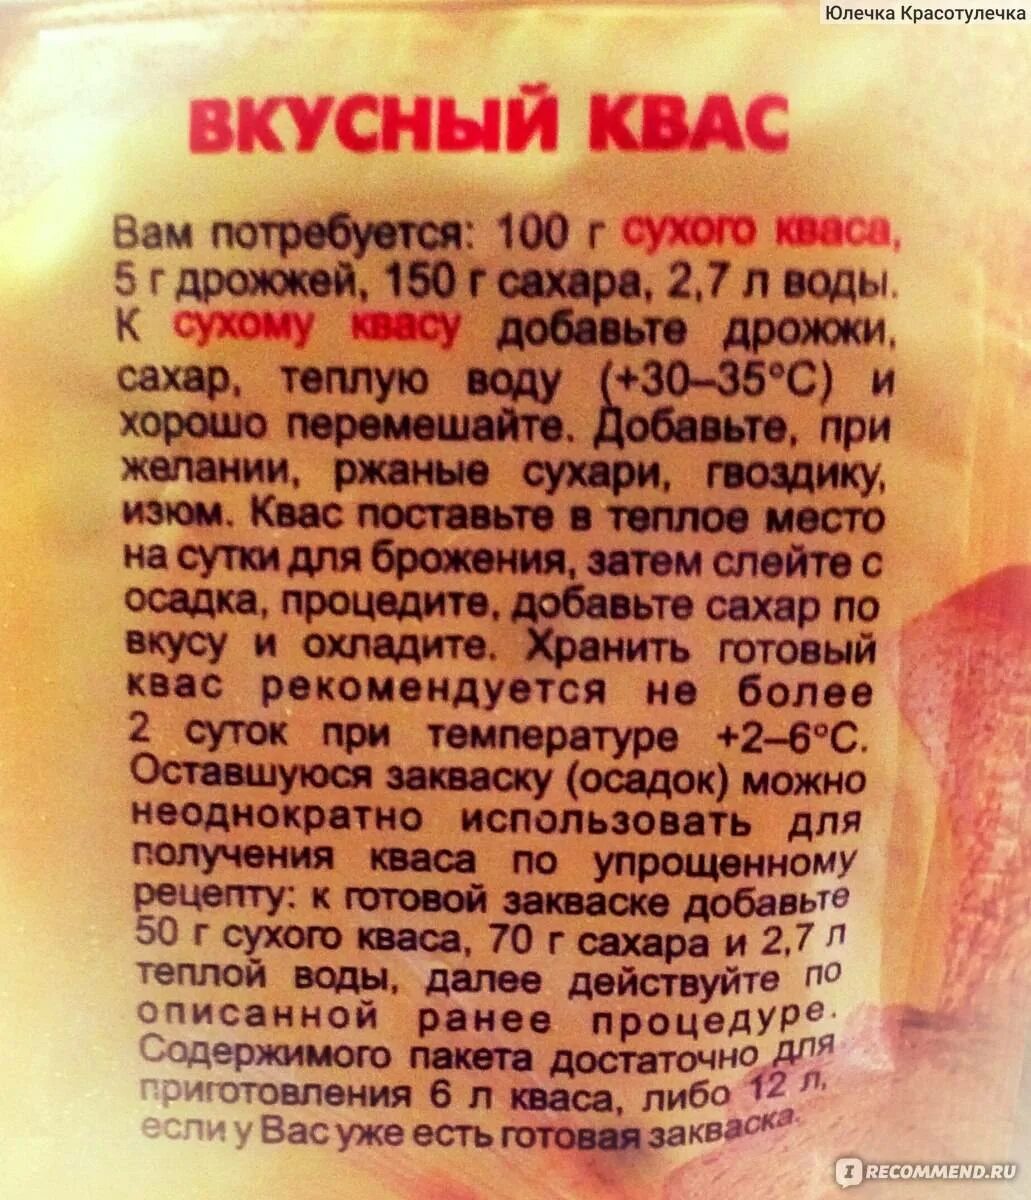 Юлечка Красотулечка
ВКУСНЫЙ КВАС
Вам потребуется: 100 г сухого кваса,
5 г дрожжей, 150 г сахара, 2,7 л воды.
К сухому квасу добавьте дрожжи,
сахар, теплую воду (+30–35°С) и
хорошо перемешайте. Добавьте, при
желании, ржаные сухари, гвоздику,
изюм. Квас поставьте в теплое место
на сутки для брожения, затем слейте с
осадка, процедите, добавьте сахар по
вкусу и охладите. Хранить готовый
квас рекомендуется не более
2 суток при температуре +2–6°С.
Оставшуюся закваску (осадок) можно
неоднократно использовать для
получения кваса по упрощенному
рецепту: к готовой закваске добавьте
50 г сухого кваса, 70 г сахара и 2,7 л
теплой воды, далее действуйте по
описанной ранее процедуре.
Содержимого пакета достаточно для
приготовления 6 л кваса, либо 12 л,
если у Вас уже есть готовая закваска.
IRECOMMEND.RU